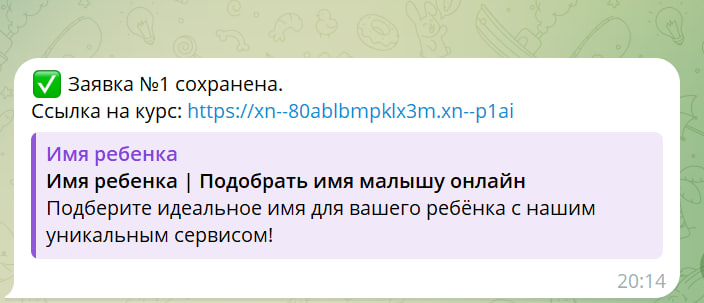 ✅ Заявка №1 сохранена.
Ссылка на курс: https://xn--80ablbmpklx3m.xn--p1ai
Имя ребенка
Имя ребенка | Подобрать имя малышу онлайн
Подберите идеальное имя для вашего ребёнка с нашим
уникальным сервисом!
20:14